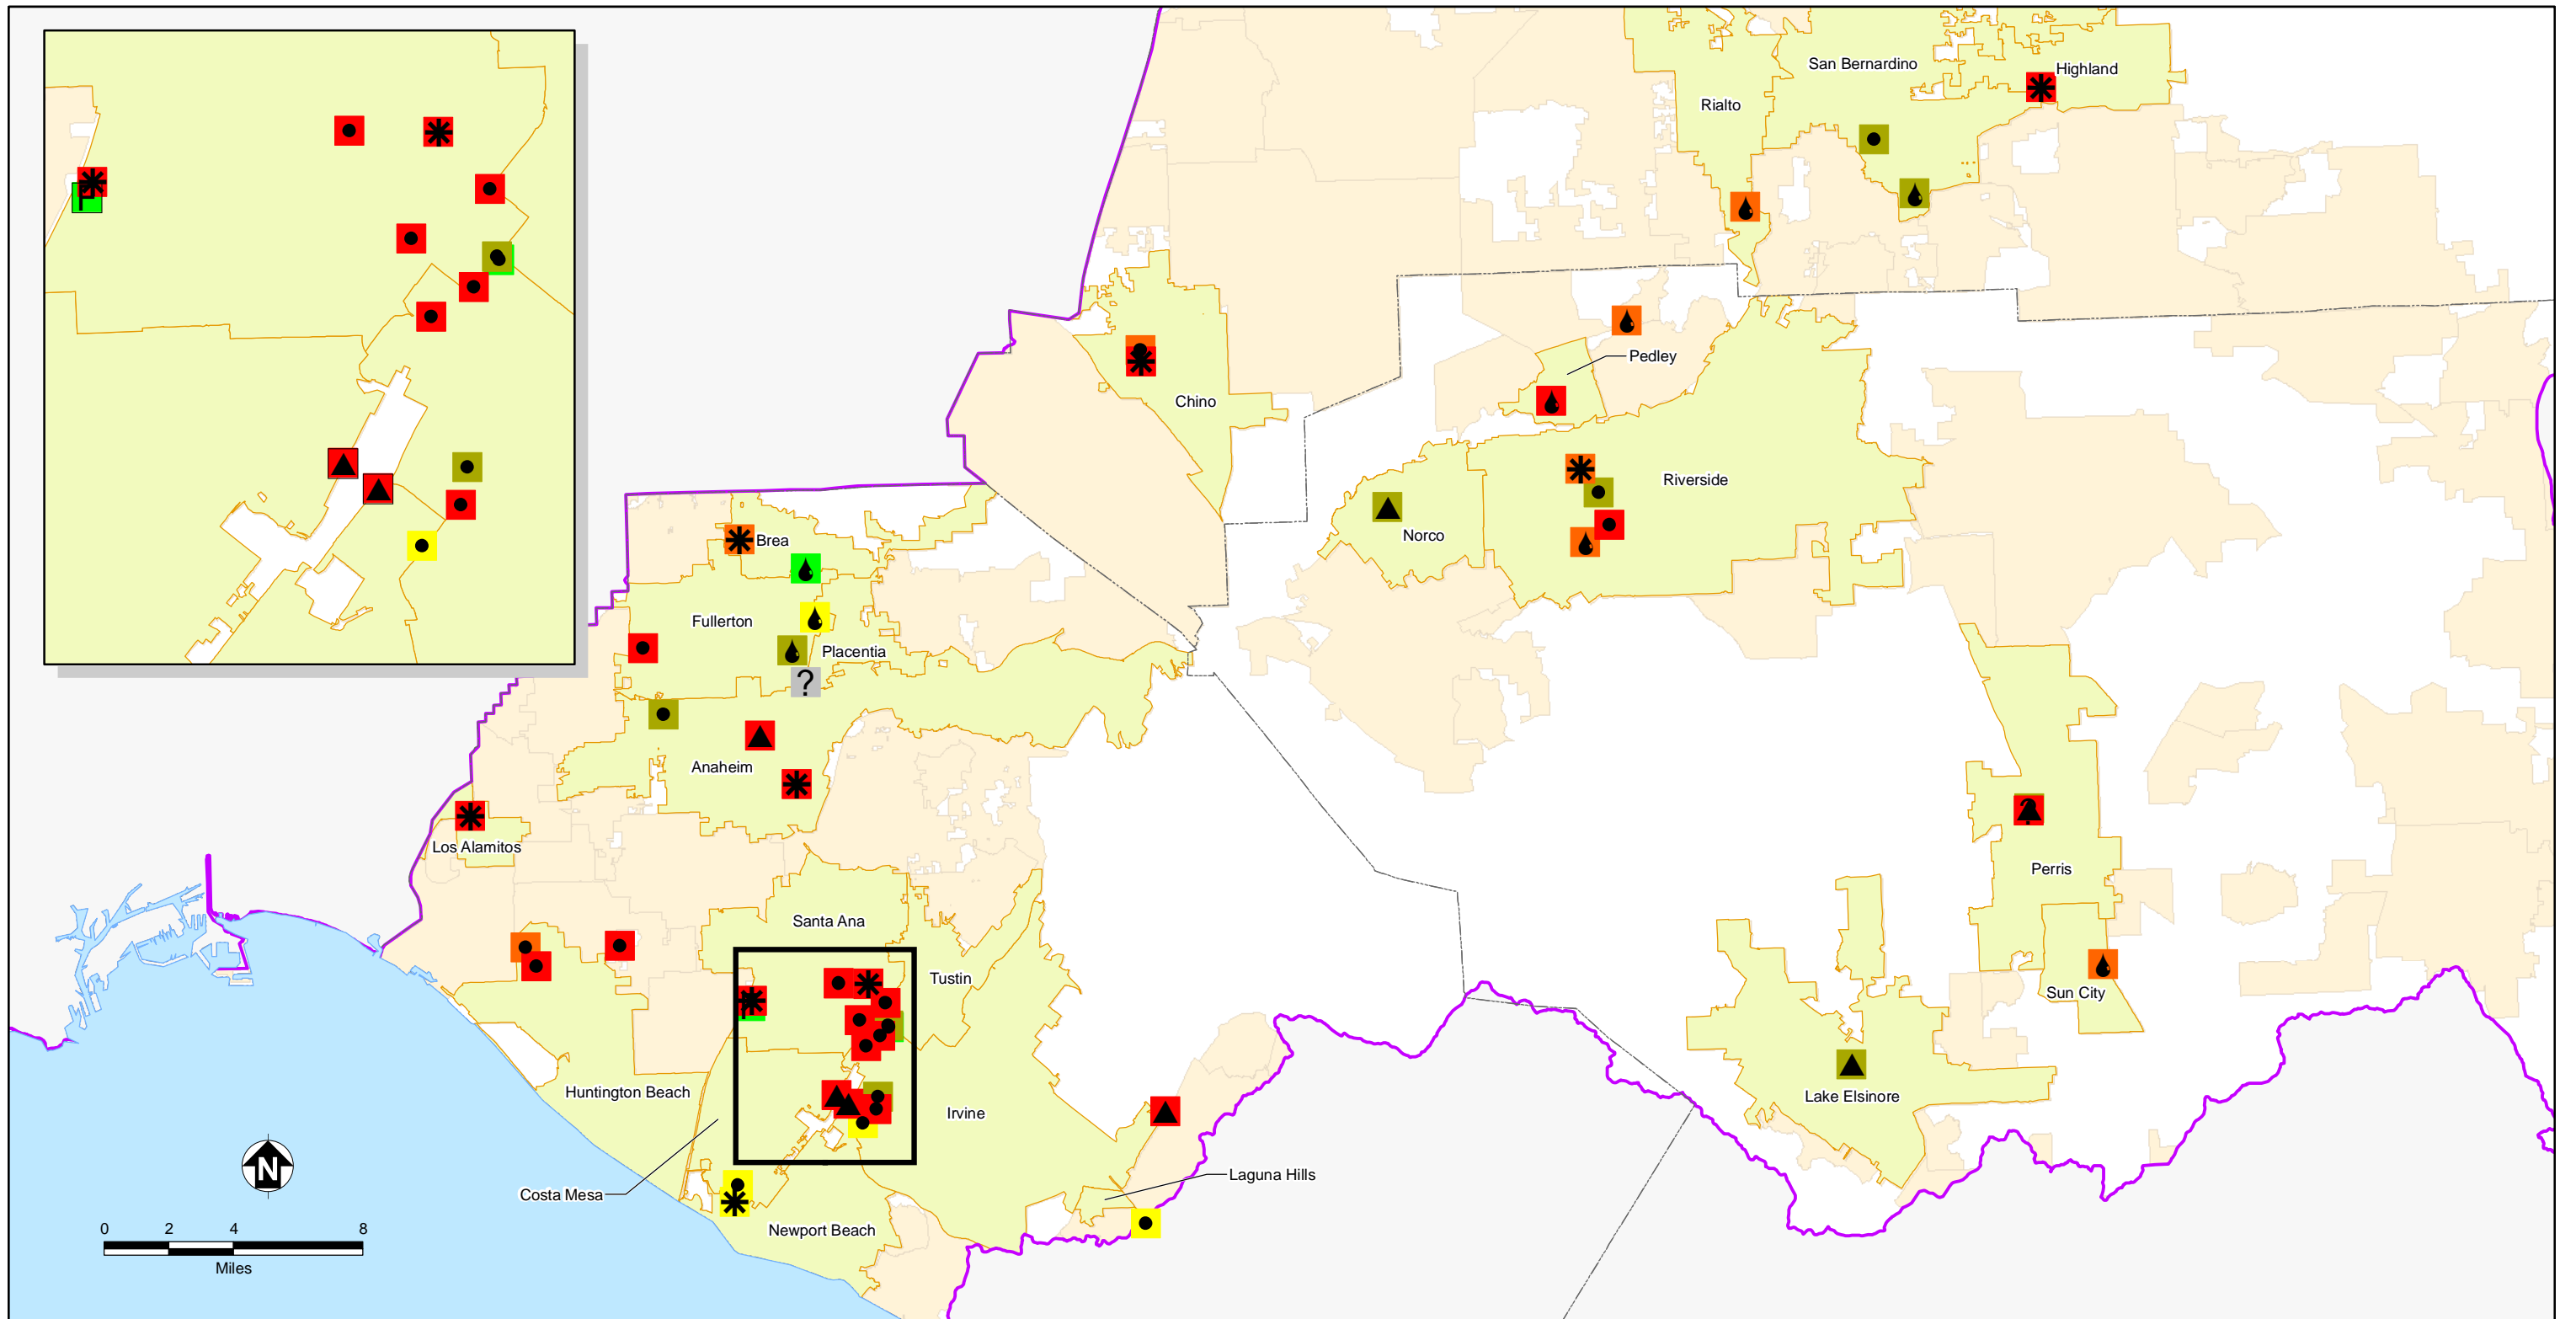 San Bernardino
Highland
Rialto
Pedley
Chino
Riverside
Norco
Brea
Fullerton
Placentia
?
Anaheim
Los Alamitos
Perris
Santa Ana
Tustin
Sun City
Huntington Beach
Irvine
Lake Elsinore
Laguna Hills
Costa Mesa
Newport Beach
N
0 2 4 8
Miles